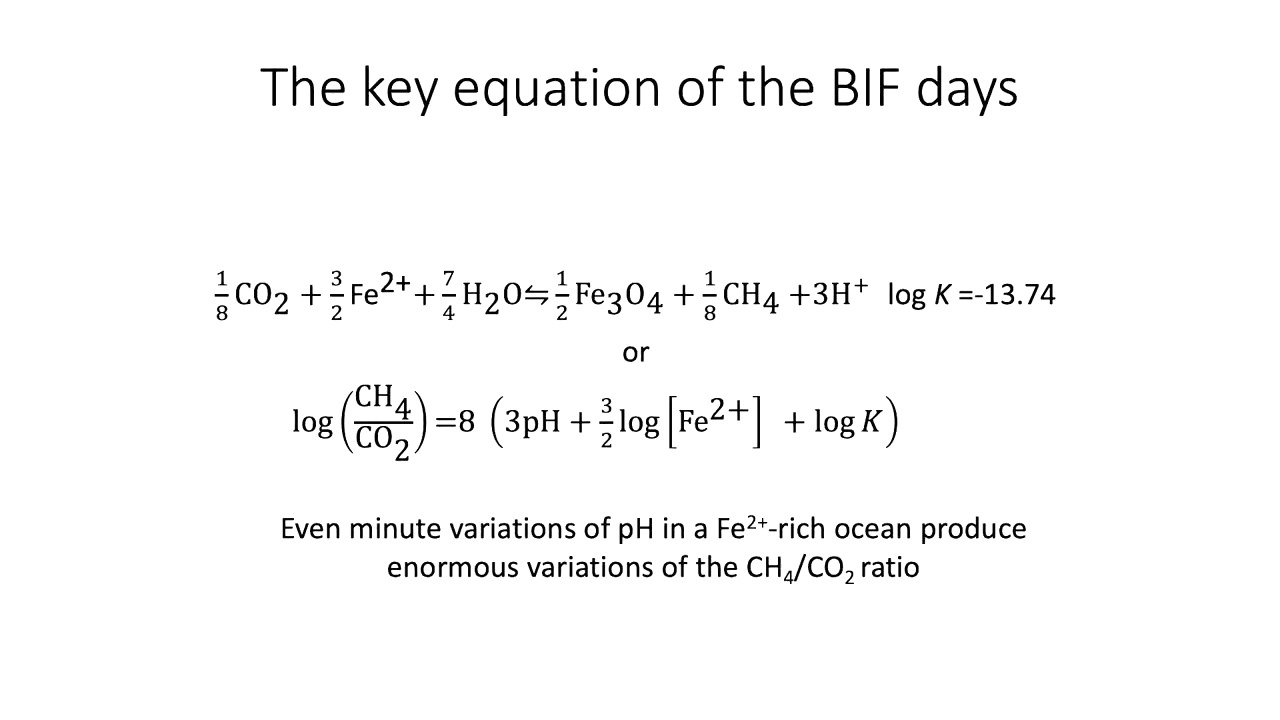 The key equation of the BIF days
1/8 CO₂ + 3/2 Fe²⁺ + 7/4 H₂O ⇋ 1/2 Fe₃O₄ + 1/8 CH₄ +3H⁺ log K =-13.74
or
log (CH₄/CO₂) =8 (3pH + 3/2 log [Fe²⁺] + log K)
Even minute variations of pH in a Fe²⁺-rich ocean produce
enormous variations of the CH₄/CO₂ ratio